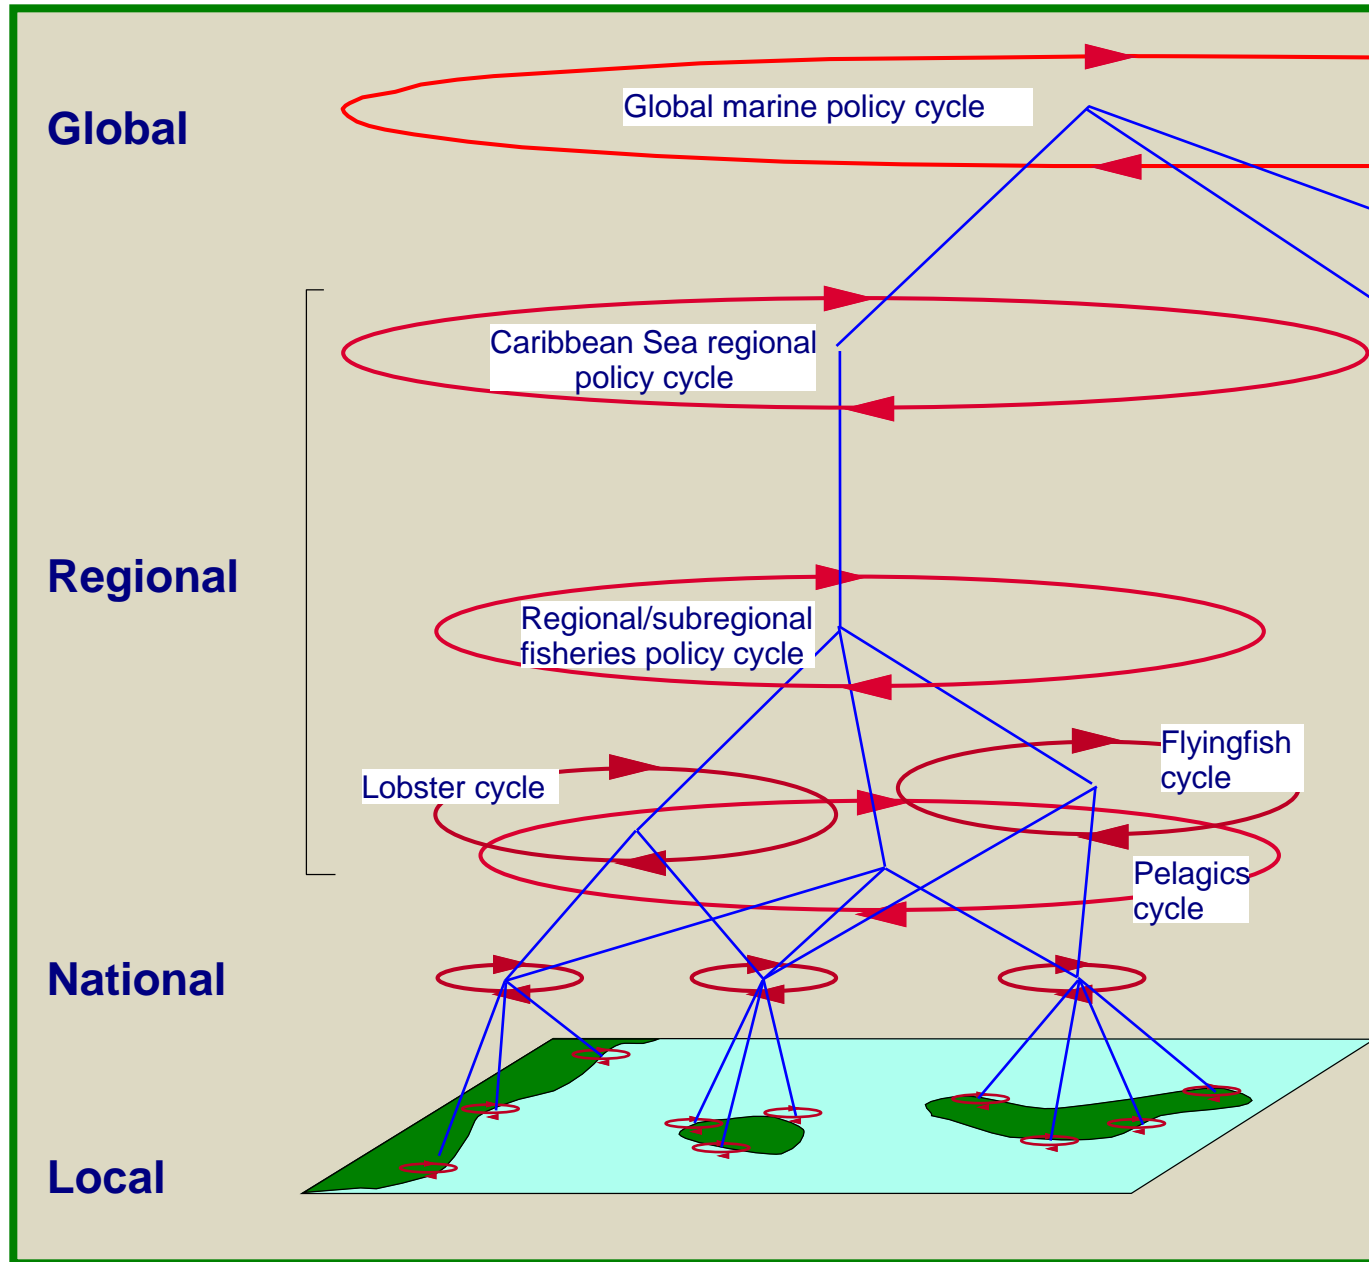 Global marine policy cycle
Global
Caribbean Sea regional
policy cycle
Regional
Regional/subregional
fisheries policy cycle
Flyingfish
cycle
Lobster cycle
Pelagics
cycle
National
Local